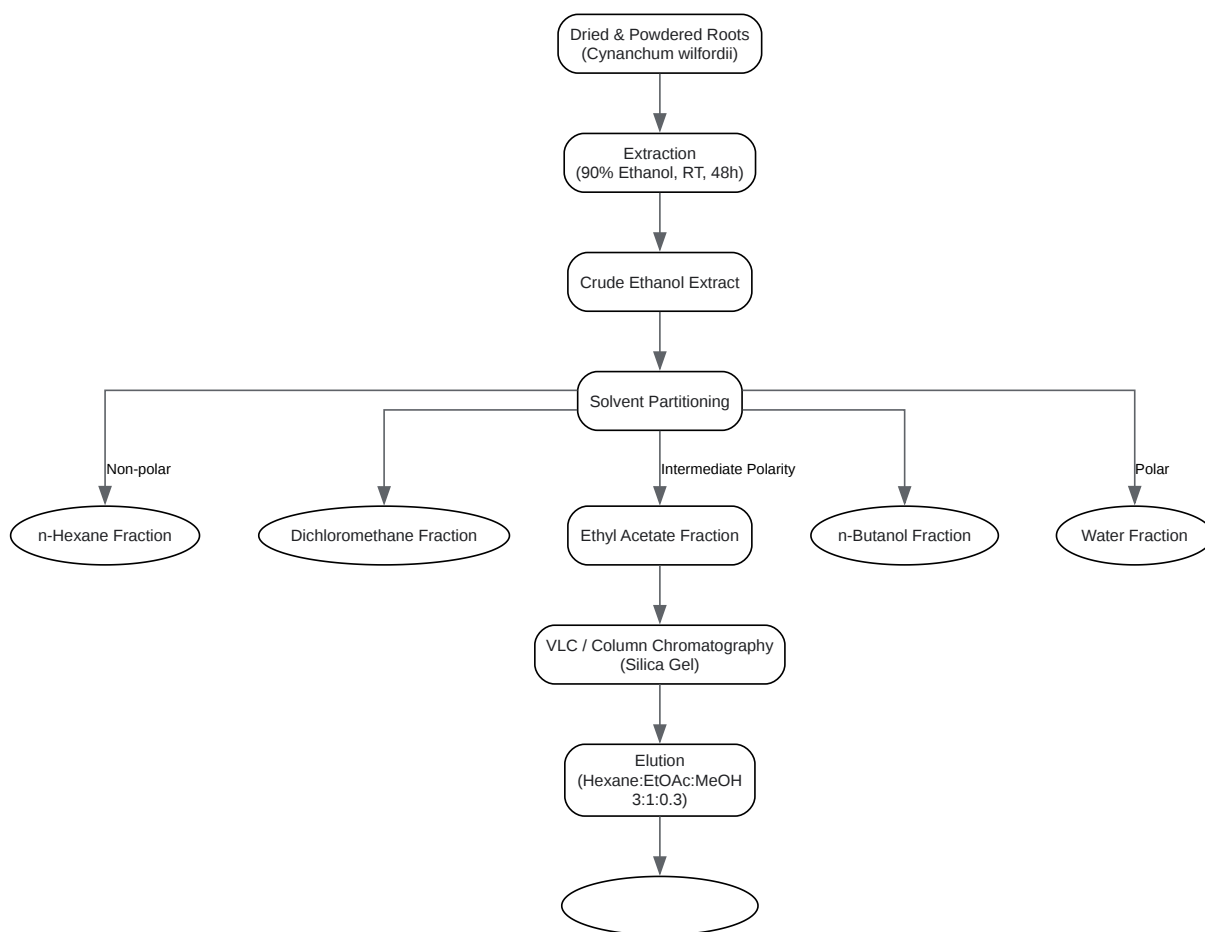 Dried & Powdered Roots
(Cynanchum wilfordii)
Extraction
(90% Ethanol, RT, 48h)
Crude Ethanol Extract
Solvent Partitioning
Non-polar
Intermediate Polarity
Polar
n-Hexane Fraction
Dichloromethane Fraction
Ethyl Acetate Fraction
n-Butanol Fraction
Water Fraction
VLC / Column Chromatography
(Silica Gel)
Elution
(Hexane:EtOAc:MeOH
3:1:0.3)